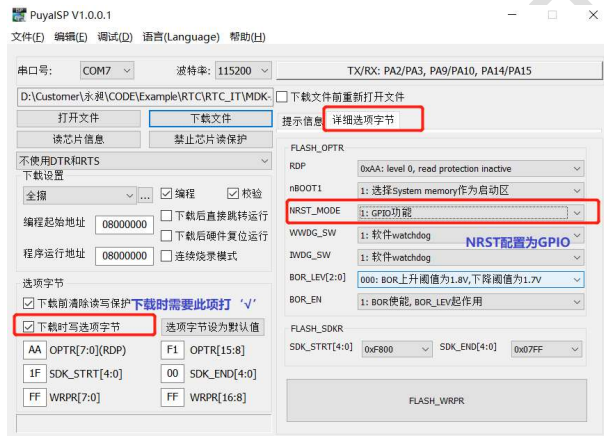 PuyaISP V1.0.0.1
文件(F) 编辑(E) 调试(D) 语言(Language) 帮助(H)
串口号: COM7 波特率: 115200
TX/RX: PA2/PA3, PA9/PA10, PA14/PA15
D:\Customer\永昶\CODE\Example\RTC\RTC_IT\MDK-
下载文件前重新打开文件
打开文件 下载文件
提示信息 详细选项字节
读芯片信息 禁止芯片读保护
不使用DTR和RTS
下载设置
全擦 ... 编程 校验
编程起始地址 08000000 下载后直接跳转运行
下载后硬件复位运行
程序运行地址 08000000 连续烧录模式
选项字节
下载前清除读写保护 下载时需要此项打‘√’
下载时写选项字节 选项字节设为默认值
AA OPTR[7:0](RDP) F1 OPTR[15:8]
1F SDK_STRT[4:0] 00 SDK_END[4:0]
FF WRPR[7:0] FF WRPR[16:8]
FLASH_OPTR
RDP 0xAA: level 0, read protection inactive
nBOOT1 1: 选择System memory作为启动区
NRST_MODE 1: GPIO功能
WWDG_SW 1: 软件watchdog
NRST配置为GPIO
IWDG_SW 1: 软件watchdog
BOR_LEV[2:0] 000: BOR上升阈值为1.8V,下降阈值为1.7V
BOR_EN 1: BOR使能, BOR_LEV起作用
FLASH_SDKR
SDK_STRT[4:0] 0xF800 SDK_END[4:0] 0x07FF
FLASH_WRPR